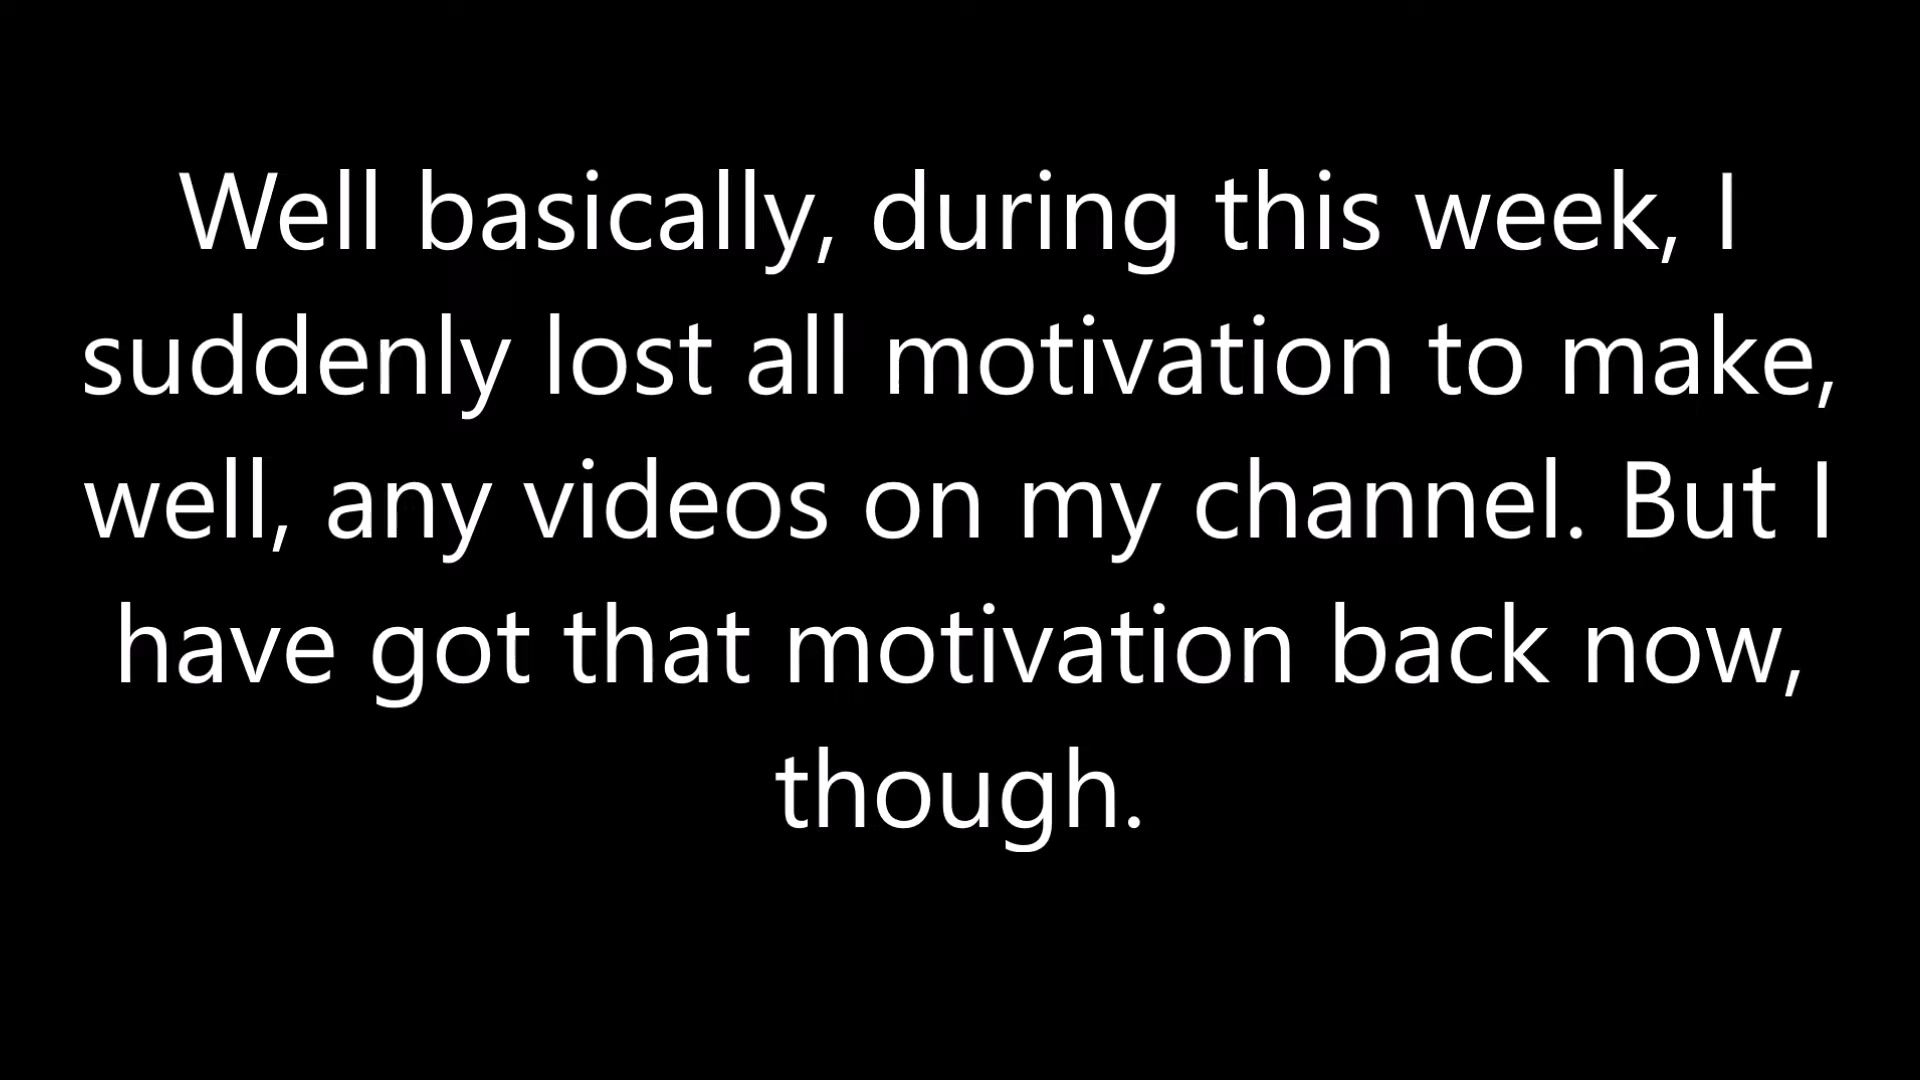 Well basically, during this week, I
suddenly lost all motivation to make,
well, any videos on my channel. But I
have got that motivation back now,
though.